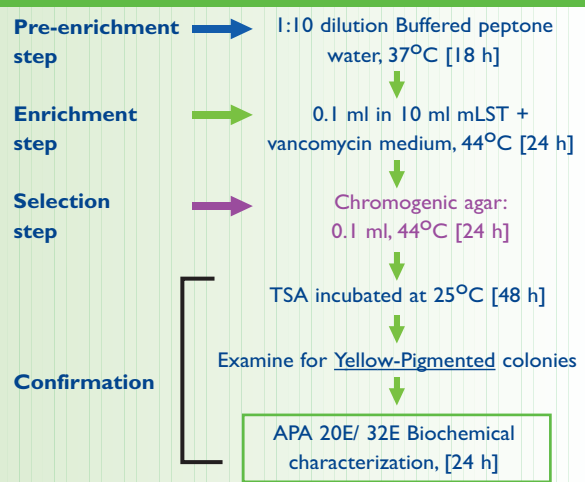 Pre-enrichment
step
1:10 dilution Buffered peptone
water, 37°C [18 h]
Enrichment
step
0.1 ml in 10 ml mLST +
vancomycin medium, 44°C [24 h]
Selection
step
Chromogenic agar:
0.1 ml, 44°C [24 h]
Confirmation
TSA incubated at 25°C [48 h]
Examine for Yellow-Pigmented colonies
APA 20E/ 32E Biochemical
characterization, [24 h]